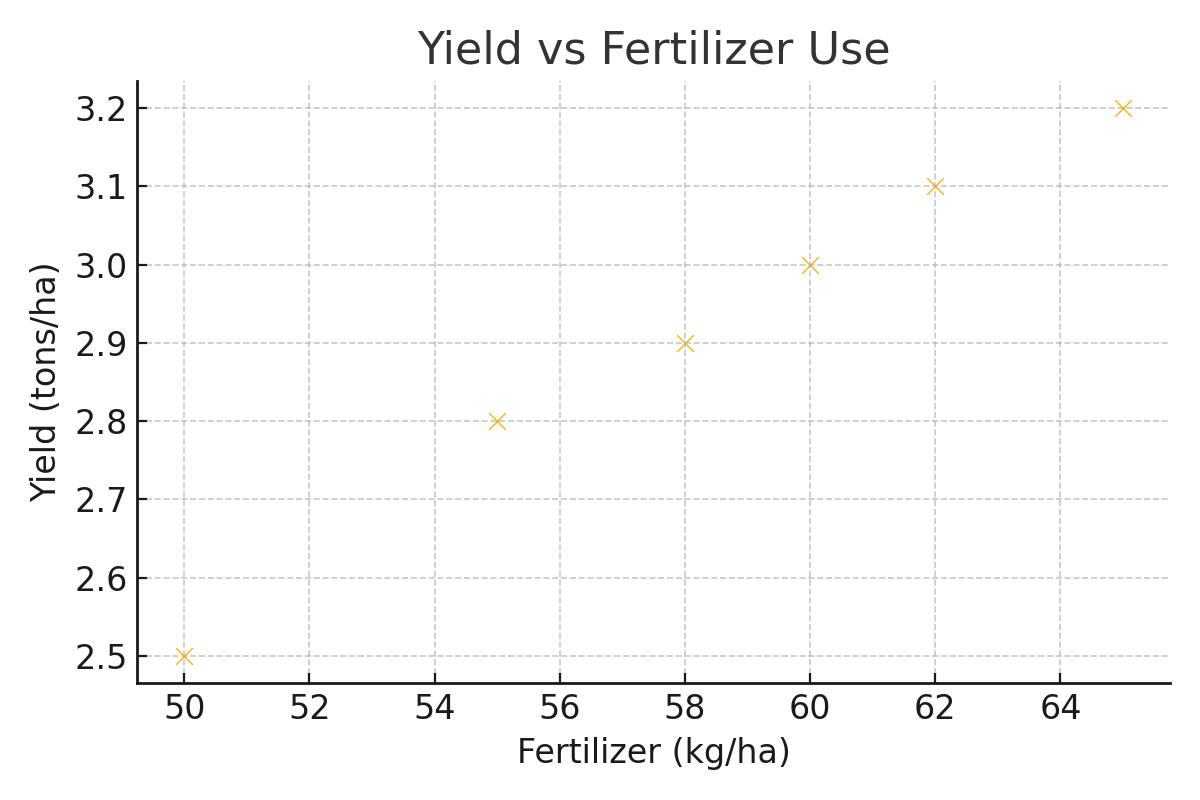 Yield vs Fertilizer Use
3.2
3.1
3.0
2.9
2.8
2.7
2.6
2.5
Yield (tons/ha)
50 52 54 56 58 60 62 64
Fertilizer (kg/ha)